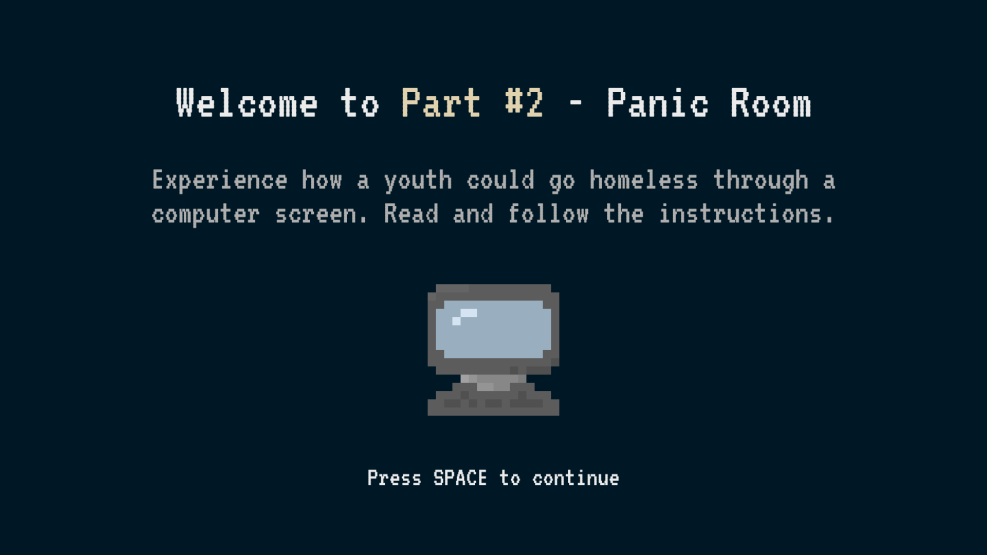 Welcome to Part #2 - Panic Room
Experience how a youth could go homeless through a
computer screen. Read and follow the instructions.
Press SPACE to continue